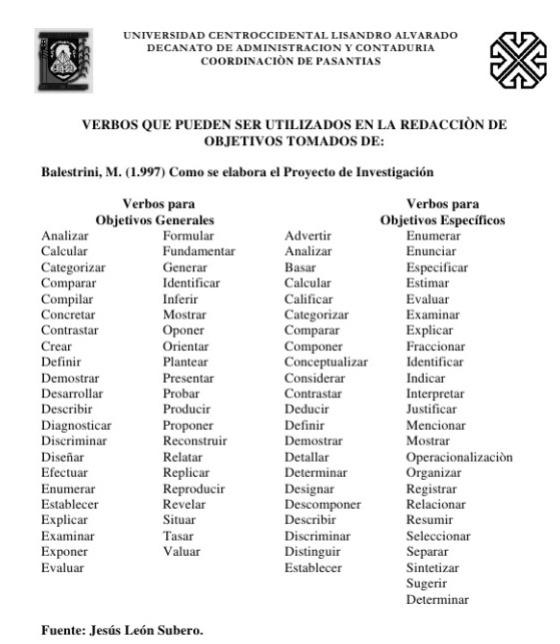 UNIVERSIDAD CENTROCCIDENTAL LISANDRO ALVARADO
DECANATO DE ADMINISTRACION Y CONTADURIA
COORDINACIÒN DE PASANTIAS
VERBOS QUE PUEDEN SER UTILIZADOS EN LA REDACCIÒN DE
OBJETIVOS TOMADOS DE:
Balestrini, M. (1.997) Como se elabora el Proyecto de Investigación
Verbos para Verbos para
Objetivos Generales Objetivos Específicos
Analizar Formular Advertir Enumerar
Calcular Fundamentar Analizar Enunciar
Categorizar Generar Basar Especificar
Comparar Identificar Calcular Estimar
Compilar Inferir Calificar Evaluar
Concretar Mostrar Categorizar Examinar
Contrastar Oponer Comparar Explicar
Crear Orientar Componer Fraccionar
Definir Plantear Conceptualizar Identificar
Demostrar Presentar Considerar Indicar
Desarrollar Probar Contrastar Interpretar
Describir Producir Deducir Justificar
Diagnosticar Proponer Definir Mencionar
Discriminar Reconstruir Demostrar Mostrar
Diseñar Relatar Detallar Operacionalizaciòn
Efectuar Replicar Determinar Organizar
Enumerar Reproducir Designar Registrar
Establecer Revelar Descomponer Relacionar
Explicar Situar Describir Resumir
Examinar Tasar Discriminar Seleccionar
Exponer Valuar Distinguir Separar
Evaluar Establecer Sintetizar
Sugerir
Determinar
Fuente: Jesús León Subero.